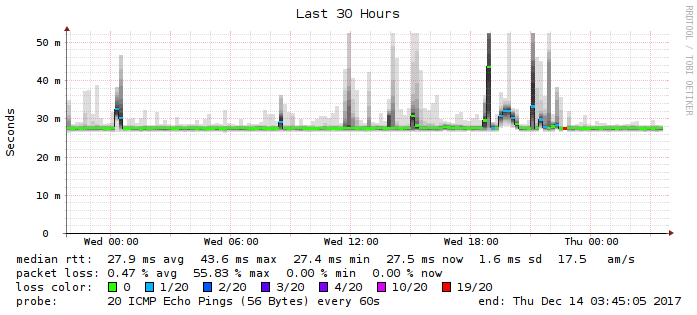 Last 30 Hours
RRDTOOL / TOBI OETIKER
Seconds
50 m
40 m
30 m
20 m
10 m
0
Wed 00:00 Wed 06:00 Wed 12:00 Wed 18:00 Thu 00:00
median rtt: 27.9 ms avg 43.6 ms max 27.4 ms min 27.5 ms now 1.6 ms sd 17.5 am/s
packet loss: 0.47 % avg 55.83 % max 0.00 % min 0.00 % now
loss color: 0 1/20 2/20 3/20 4/20 10/20 19/20
probe: 20 ICMP Echo Pings (56 Bytes) every 60s end: Thu Dec 14 03:45:05 2017